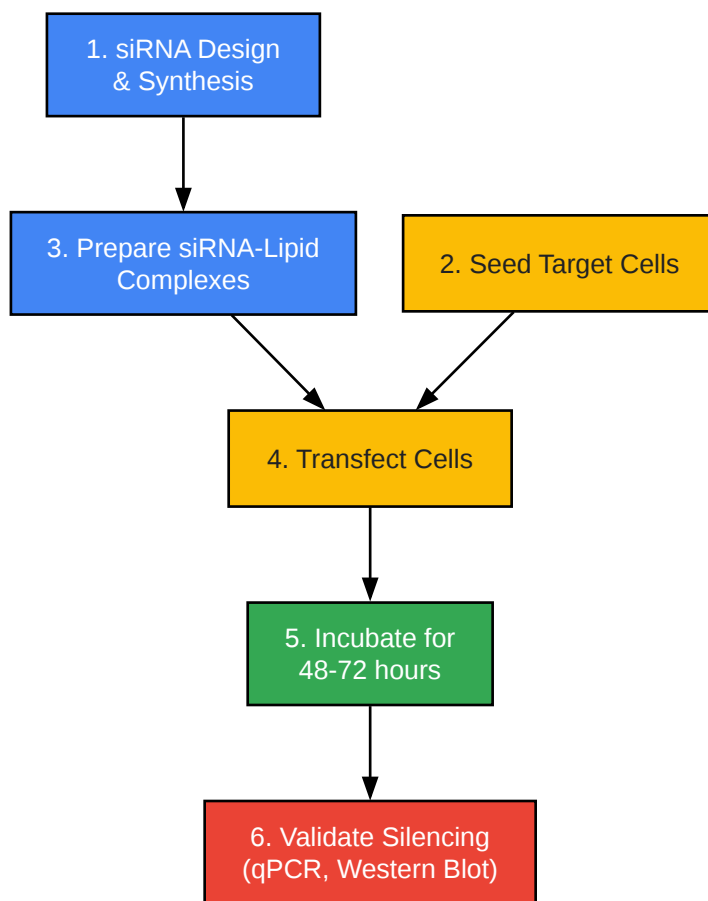 1. siRNA Design
& Synthesis
3. Prepare siRNA-Lipid
Complexes
2. Seed Target Cells
4. Transfect Cells
5. Incubate for
48-72 hours
6. Validate Silencing
(qPCR, Western Blot)